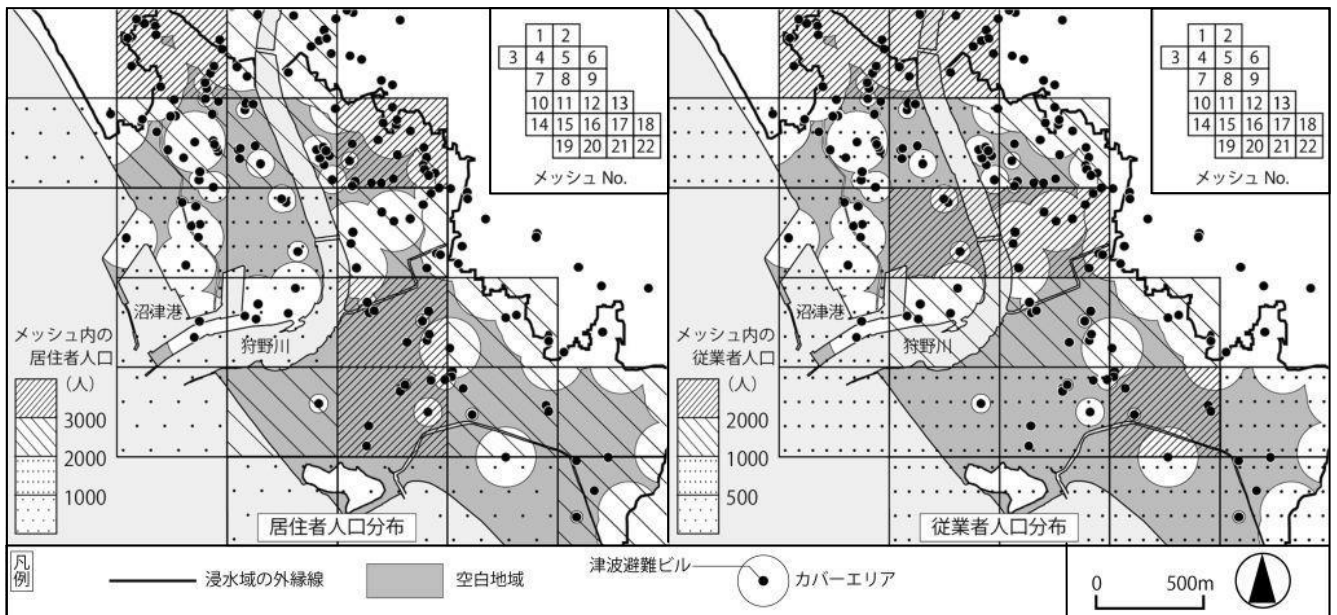 1 2
3 4 5 6
7 8 9
10 11 12 13
14 15 16 17 18
19 20 21 22
メッシュ No.
沼津港
狩野川
メッシュ内の
居住者人口
（人）
3000
2000
1000
居住者人口分布
1 2
3 4 5 6
7 8 9
10 11 12 13
14 15 16 17 18
19 20 21 22
メッシュ No.
沼津港
狩野川
メッシュ内の
従業者人口
（人）
2000
1000
500
従業者人口分布
凡例
浸水域の外縁線
空白地域
津波避難ビル
カバーエリア
0 500m